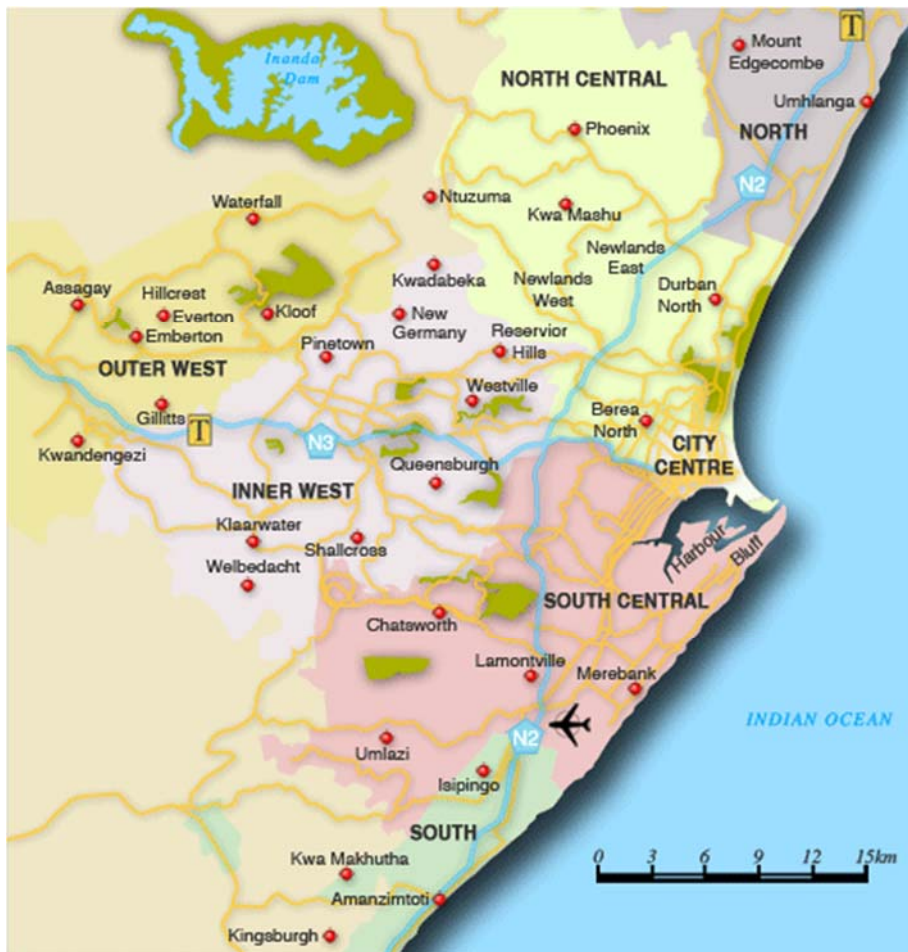 T
Inanda
Dam
Mount
Edgecombe
NORTH CENTRAL
Umhlanga
Phoenix
NORTH
N2
Waterfall
Ntuzuma
Kwa Mashu
Newlands
East
Kwadabeka
Newlands
West
Durban
North
Assagay
Hillcrest
Everton
Kloof
New
Germany
Emberton
Pinetown
Reservior
Hills
OUTER WEST
Westville
Gillitts
T
Berea
North
N3
Kwandengezi
CITY
CENTRE
Queensburgh
INNER WEST
Klaarwater
Shallcross
Harbour
Bluff
Welbedacht
SOUTH CENTRAL
Chatsworth
Lamontville
Merebank
INDIAN OCEAN
N2
Umlazi
Isipingo
SOUTH
Kwa Makhutha
0 3 6 9 12 15km
Amanzimtoti
Kingsburgh